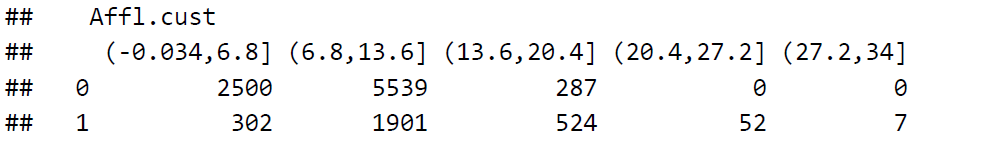 ##    Affl.cust
##     (-0.034,6.8] (6.8,13.6] (13.6,20.4] (20.4,27.2] (27.2,34]
##   0         2500       5539         287           0         0
##   1          302       1901         524          52         7